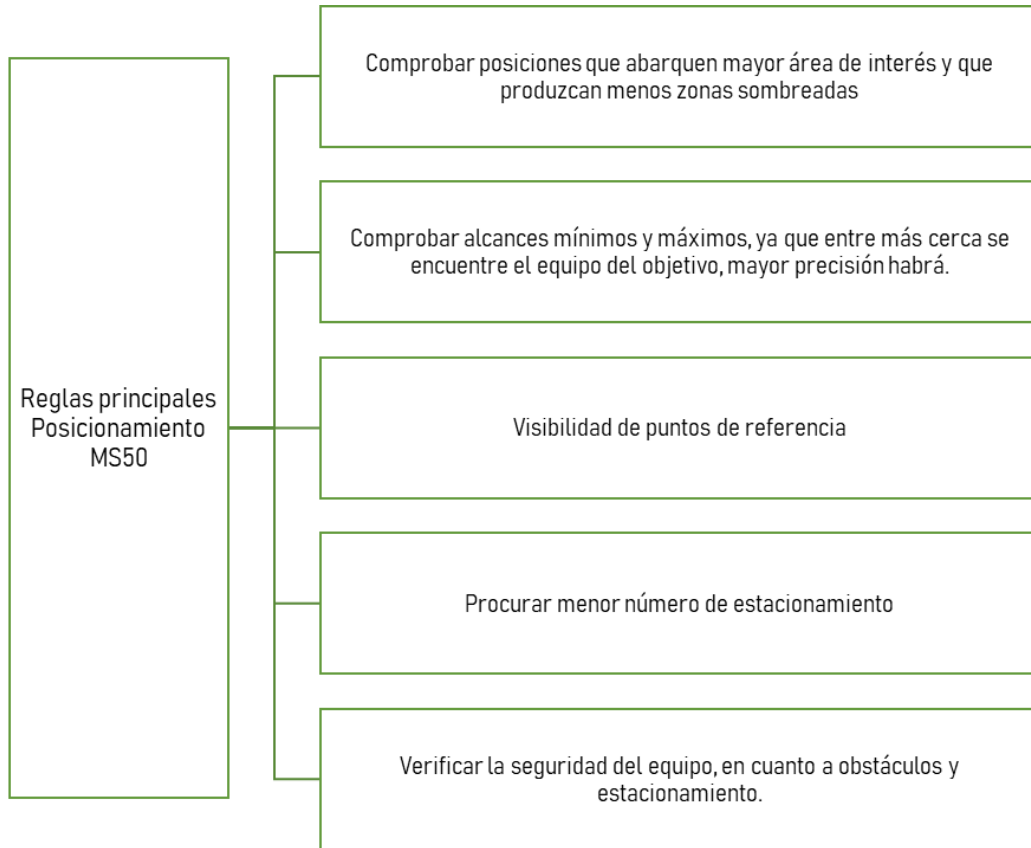 Reglas principales
Posicionamiento
MS50
Comprobar posiciones que abarquen mayor área de interés y que
produzcan menos zonas sombreadas
Comprobar alcances mínimos y máximos, ya que entre más cerca se
encuentre el equipo del objetivo, mayor precisión habrá.
Visibilidad de puntos de referencia
Procurar menor número de estacionamiento
Verificar la seguridad del equipo, en cuanto a obstáculos y
estacionamiento.